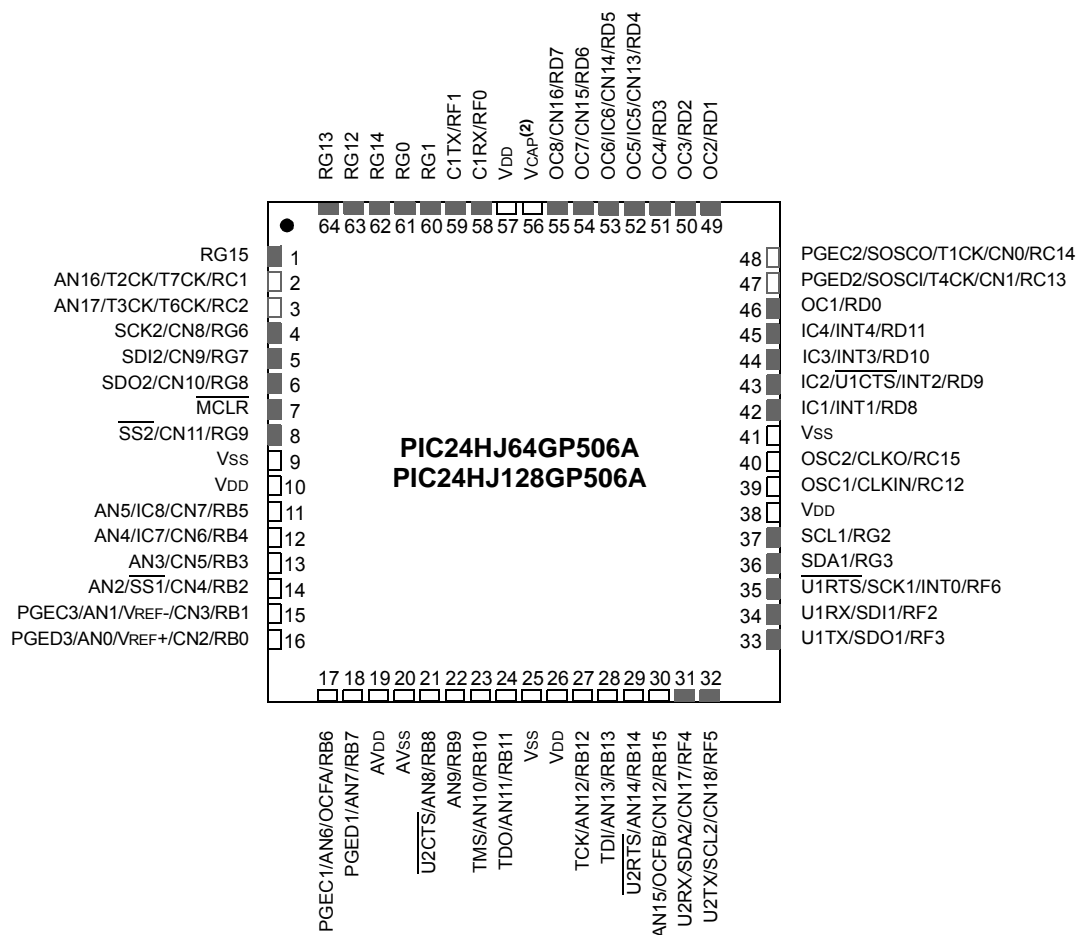 RG13
RG12
RG14
RG0
RG1
C1TX/RF1
C1RX/RF0
VDD
VCAP(2)
OC8/CN16/RD7
OC7/CN15/RD6
OC6/IC6/CN14/RD5
OC5/IC5/CN13/RD4
OC4/RD3
OC3/RD2
OC2/RD1
64 63 62 61 60 59 58 57 56 55 54 53 52 51 50 49
RG15 1
AN16/T2CK/T7CK/RC1 2
AN17/T3CK/T6CK/RC2 3
SCK2/CN8/RG6 4
SDI2/CN9/RG7 5
SDO2/CN10/RG8 6
MCLR 7
SS2/CN11/RG9 8
VSS 9
VDD 10
AN5/IC8/CN7/RB5 11
AN4/IC7/CN6/RB4 12
AN3/CN5/RB3 13
AN2/SS1/CN4/RB2 14
PGEC3/AN1/VREF-/CN3/RB1 15
PGED3/AN0/VREF+/CN2/RB0 16
PIC24HJ64GP506A
PIC24HJ128GP506A
48 PGEC2/SOSCO/T1CK/CN0/RC14
47 PGED2/SOSCI/T4CK/CN1/RC13
46 OC1/RD0
45 IC4/INT4/RD11
44 IC3/INT3/RD10
43 IC2/U1CTS/INT2/RD9
42 IC1/INT1/RD8
41 VSS
40 OSC2/CLKO/RC15
39 OSC1/CLKIN/RC12
38 VDD
37 SCL1/RG2
36 SDA1/RG3
35 U1RTS/SCK1/INT0/RF6
34 U1RX/SDI1/RF2
33 U1TX/SDO1/RF3
17 18 19 20 21 22 23 24 25 26 27 28 29 30 31 32
PGEC1/AN6/OCFA/RB6
PGED1/AN7/RB7
AVDD
AVSS
U2CTS/AN8/RB8
AN9/RB9
TMS/AN10/RB10
TDO/AN11/RB11
VSS
VDD
TCK/AN12/RB12
TDI/AN13/RB13
U2RTS/AN14/RB14
AN15/OCFB/CN12/RB15
U2RX/SDA2/CN17/RF4
U2TX/SCL2/CN18/RF5